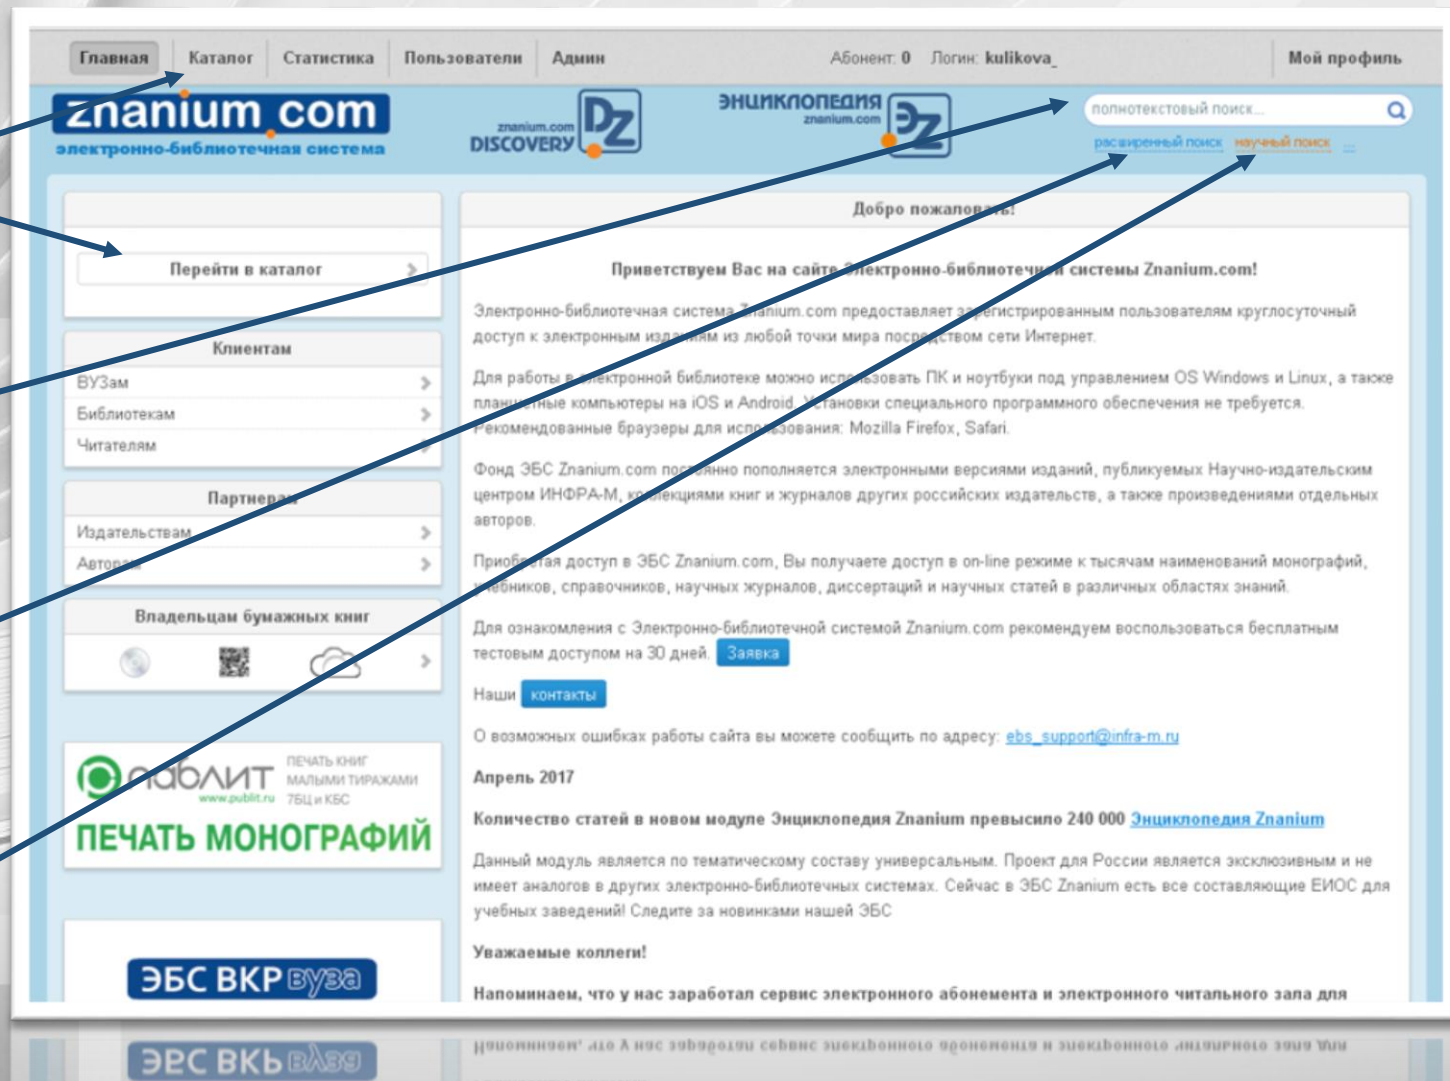 Главная Каталог Статистика Пользователи Админ Абонент: 0 Логин: kulikova_ Мой профиль
znanium.com
электронно-библиотечная система
znanium.com
DISCOVERY
DZ
ЭНЦИКЛОПЕДИЯ
znanium.com
ЭZ
полнотекстовый поиск...
расширенный поиск научный поиск ...
Перейти в каталог
Клиентам
ВУЗам
Библиотекам
Читателям
Партнерам
Издательствам
Авторам
Владельцам бумажных книг
паблит
www.publit.ru
ПЕЧАТЬ КНИГ
МАЛЫМИ ТИРАЖАМИ
7БЦ и КБС
ПЕЧАТЬ МОНОГРАФИЙ
ЭБС ВКР вуза
Добро пожаловать!
Приветствуем Вас на сайте Электронно-библиотечной системы Znanium.com!
Электронно-библиотечная система Znanium.com предоставляет зарегистрированным пользователям круглосуточный
доступ к электронным изданиям из любой точки мира посредством сети Интернет.
Для работы в электронной библиотеке можно использовать ПК и ноутбуки под управлением OS Windows и Linux, а также
планшетные компьютеры на iOS и Android. Установки специального программного обеспечения не требуется.
Рекомендованные браузеры для использования: Mozilla Firefox, Safari.
Фонд ЭБС Znanium.com постоянно пополняется электронными версиями изданий, публикуемых Научно-издательским
центром ИНФРА-М, коллекциями книг и журналов других российских издательств, а также произведениями отдельных
авторов.
Приобретая доступ в ЭБС Znanium.com, Вы получаете доступ в on-line режиме к тысячам наименований монографий,
учебников, справочников, научных журналов, диссертаций и научных статей в различных областях знаний.
Для ознакомления с Электронно-библиотечной системой Znanium.com рекомендуем воспользоваться бесплатным
тестовым доступом на 30 дней. Заявка
Наши контакты
О возможных ошибках работы сайта вы можете сообщить по адресу: ebs_support@infra-m.ru
Апрель 2017
Количество статей в новом модуле Энциклопедия Znanium превысило 240 000 Энциклопедия Znanium
Данный модуль является по тематическому составу универсальным. Проект для России является эксклюзивным и не
имеет аналогов в других электронно-библиотечных системах. Сейчас в ЭБС Znanium есть все составляющие ЕИОС для
учебных заведений! Следите за новинками нашей ЭБС
Уважаемые коллеги!
Напоминаем, что у нас заработал сервис электронного абонемента и электронного читального зала для